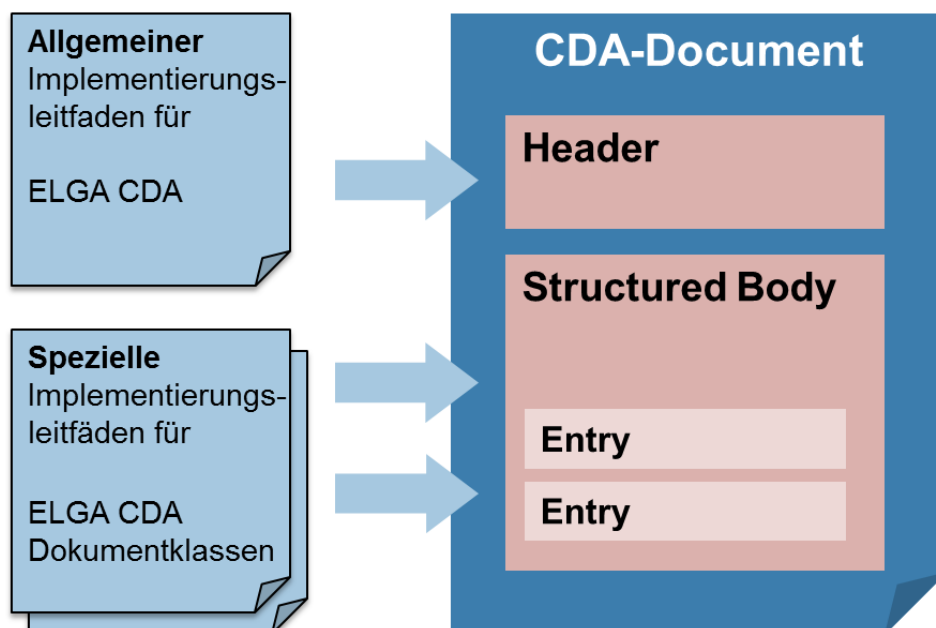 Allgemeiner
Implementierungs-
leitfaden für
ELGA CDA
Spezielle
Implementierungs-
leitfäden für
ELGA CDA
Dokumentklassen
CDA-Document
Header
Structured Body
Entry
Entry